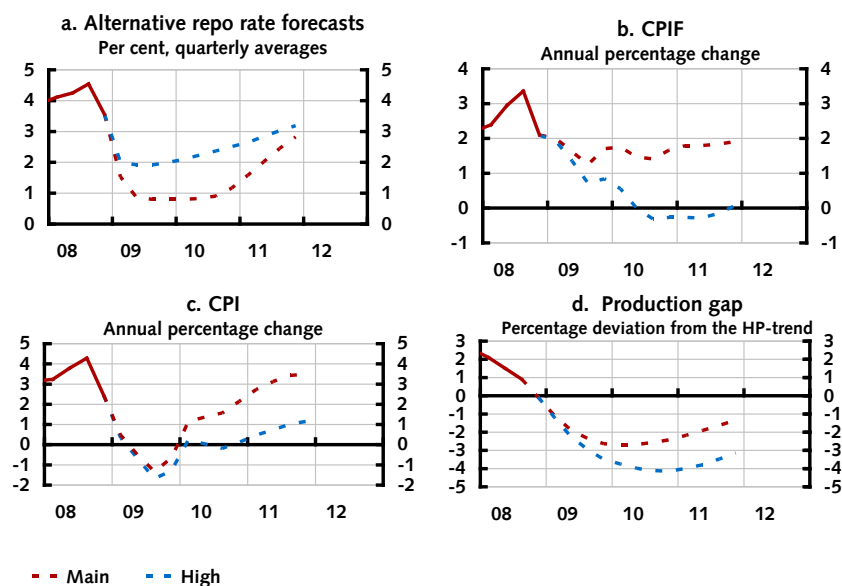 a. Alternative repo rate forecasts
Per cent, quarterly averages
5 5
4 4
3 3
2 2
1 1
0 0
08 09 10 11 12
b. CPIF
Annual percentage change
4 4
3 3
2 2
1 1
0 0
-1 -1
08 09 10 11 12
c. CPI
Annual percentage change
5 5
4 4
3 3
2 2
1 1
0 0
-1 -1
-2 -2
08 09 10 11 12
d. Production gap
Percentage deviation from the HP-trend
3 3
2 2
1 1
0 0
-1 -1
-2 -2
-3 -3
-4 -4
-5 -5
08 09 10 11 12
Main High